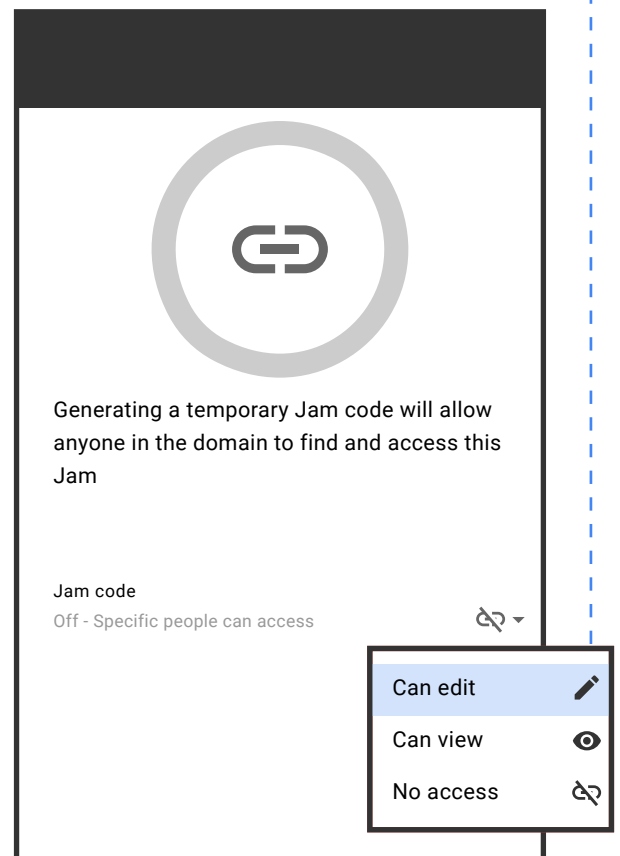 Generating a temporary Jam code will allow
anyone in the domain to find and access this
Jam
Jam code
Off - Specific people can access
Can edit
Can view
No access